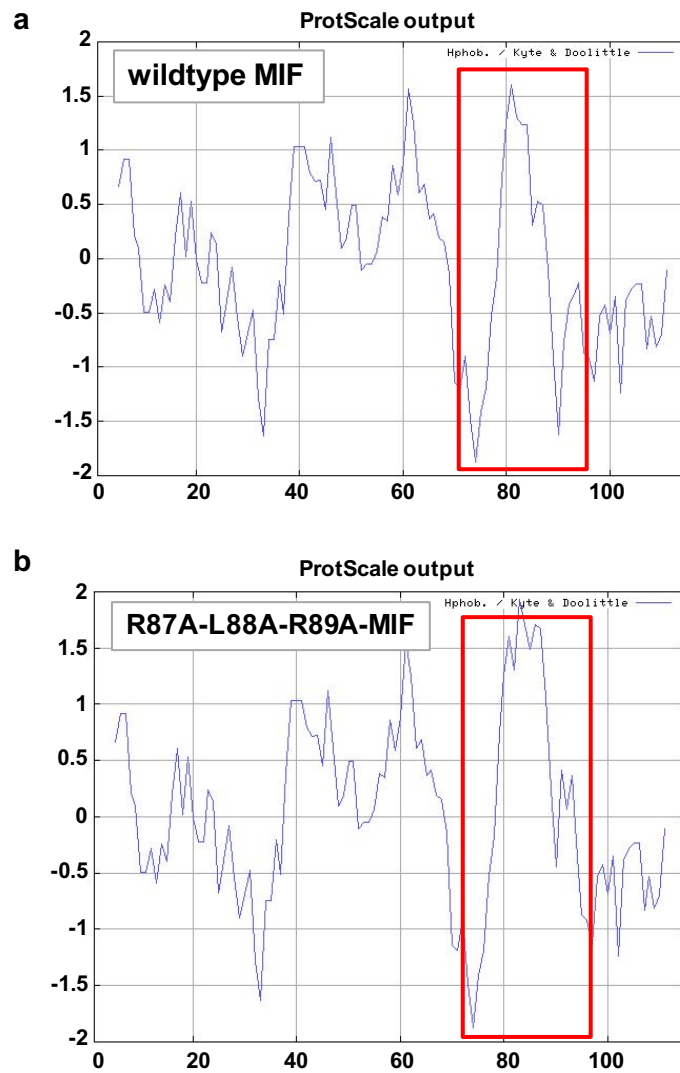 a
ProtScale output
2
Hphob. / Kyte & Doolittle
wildtype MIF
1.5
1
0.5
0
-0.5
-1
-1.5
-2
0 20 40 60 80 100
b
ProtScale output
2
Hphob. / Kyte & Doolittle
R87A-L88A-R89A-MIF
1.5
1
0.5
0
-0.5
-1
-1.5
-2
0 20 40 60 80 100